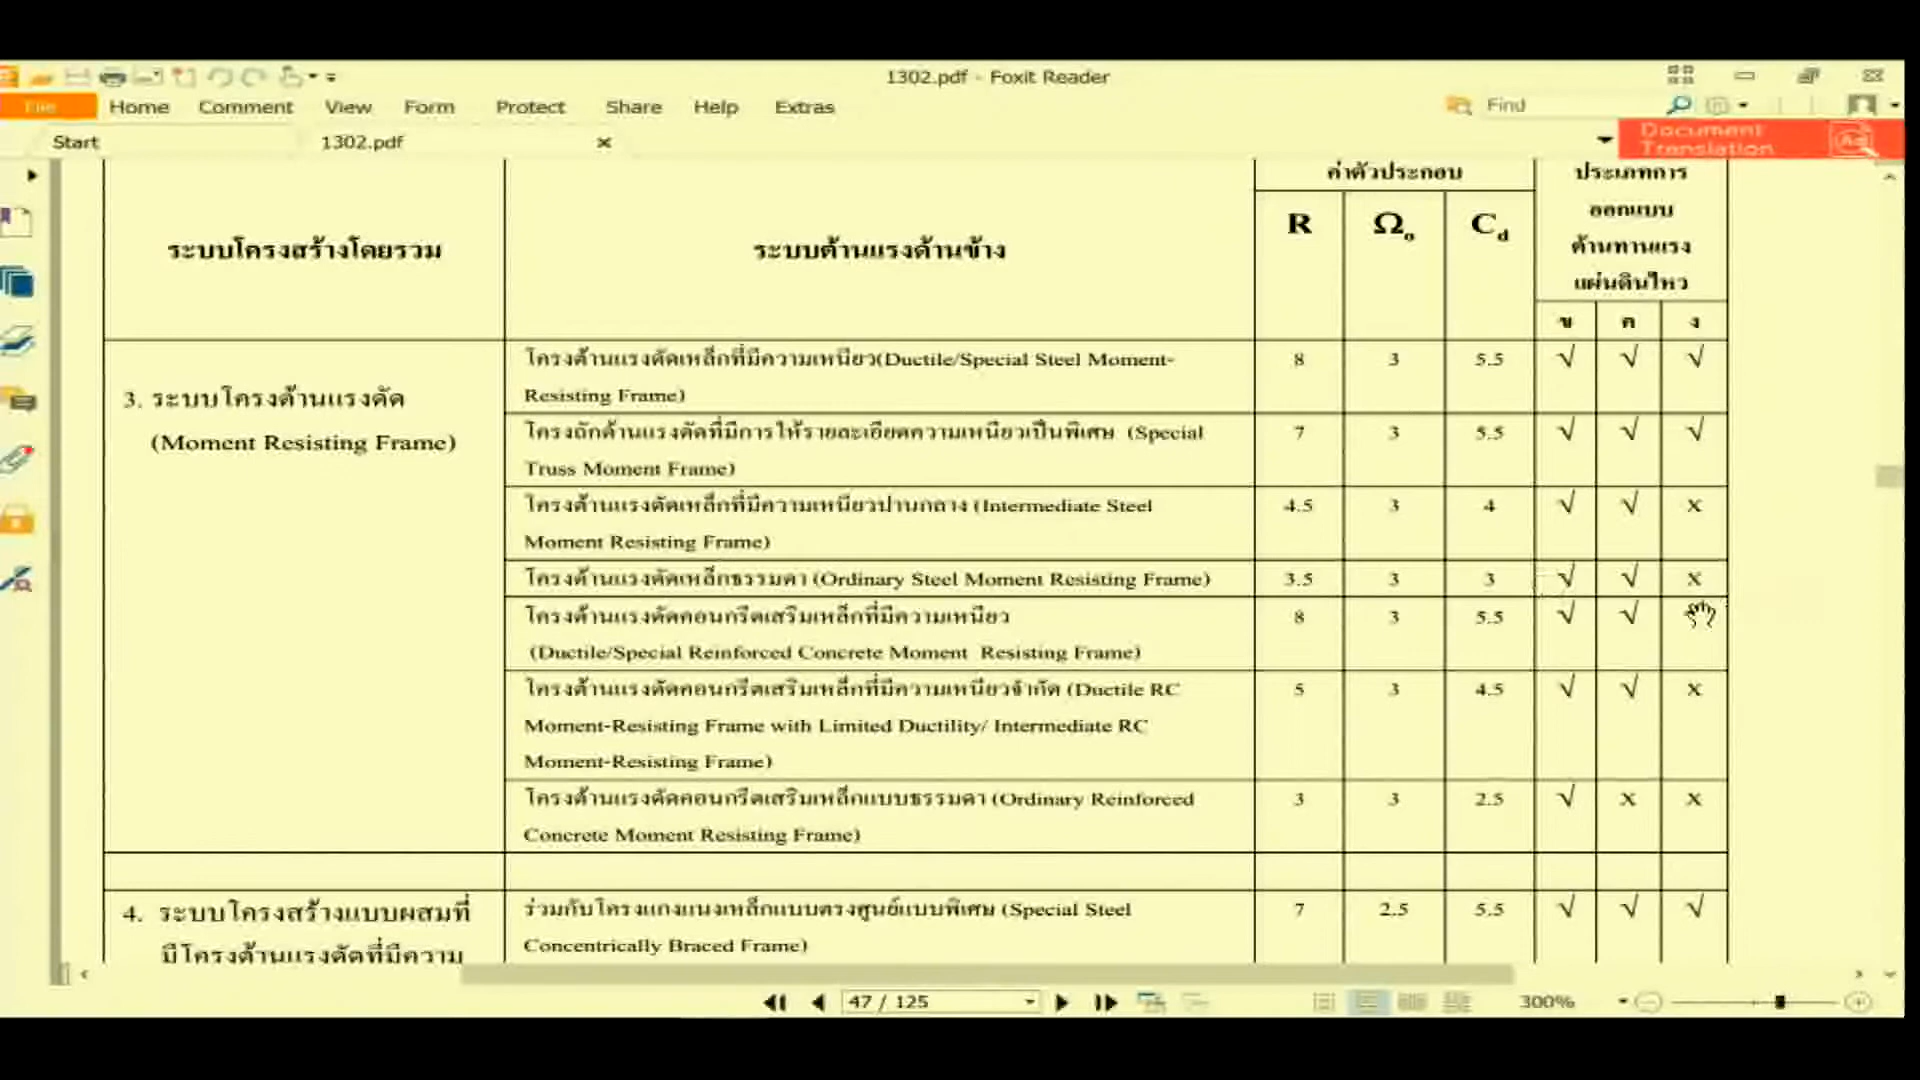 1302.pdf - Foxit Reader
File Home Comment View Form Protect Share Help Extras
Find
Start 1302.pdf
Document
Translation
ระบบโครงสร้างโดยรวม
ระบบต้านแรงด้านข้าง
ค่าตัวประกอบ
R Ωo Cd
ประเภทการ
ออกแบบ
ต้านทานแรง
แผ่นดินไหว
ข ค ง
3. ระบบโครงต้านแรงดัด
(Moment Resisting Frame)
โครงต้านแรงดัดเหล็กที่มีความเหนียว(Ductile/Special Steel Moment- 8 3 5.5 √ √ √
Resisting Frame)
โครงถักต้านแรงดัดที่มีการให้รายละเอียดความเหนียวเป็นพิเศษ (Special 7 3 5.5 √ √ √
Truss Moment Frame)
โครงต้านแรงดัดเหล็กที่มีความเหนียวปานกลาง (Intermediate Steel 4.5 3 4 √ √ X
Moment Resisting Frame)
โครงต้านแรงดัดเหล็กธรรมดา (Ordinary Steel Moment Resisting Frame) 3.5 3 3 √ √ X
โครงต้านแรงดัดคอนกรีตเสริมเหล็กที่มีความเหนียว 8 3 5.5 √ √
(Ductile/Special Reinforced Concrete Moment Resisting Frame)
โครงต้านแรงดัดคอนกรีตเสริมเหล็กที่มีความเหนียวจำกัด (Ductile RC 5 3 4.5 √ √ X
Moment-Resisting Frame with Limited Ductility/ Intermediate RC
Moment-Resisting Frame)
โครงต้านแรงดัดคอนกรีตเสริมเหล็กแบบธรรมดา (Ordinary Reinforced 3 3 2.5 √ X X
Concrete Moment Resisting Frame)
4. ระบบโครงสร้างแบบผสมที่
มีโครงต้านแรงดัดที่มีความ
ร่วมกับโครงแกงแนงเหล็กแบบตรงศูนย์แบบพิเศษ (Special Steel 7 2.5 5.5 √ √ √
Concentrically Braced Frame)
47 / 125
300%